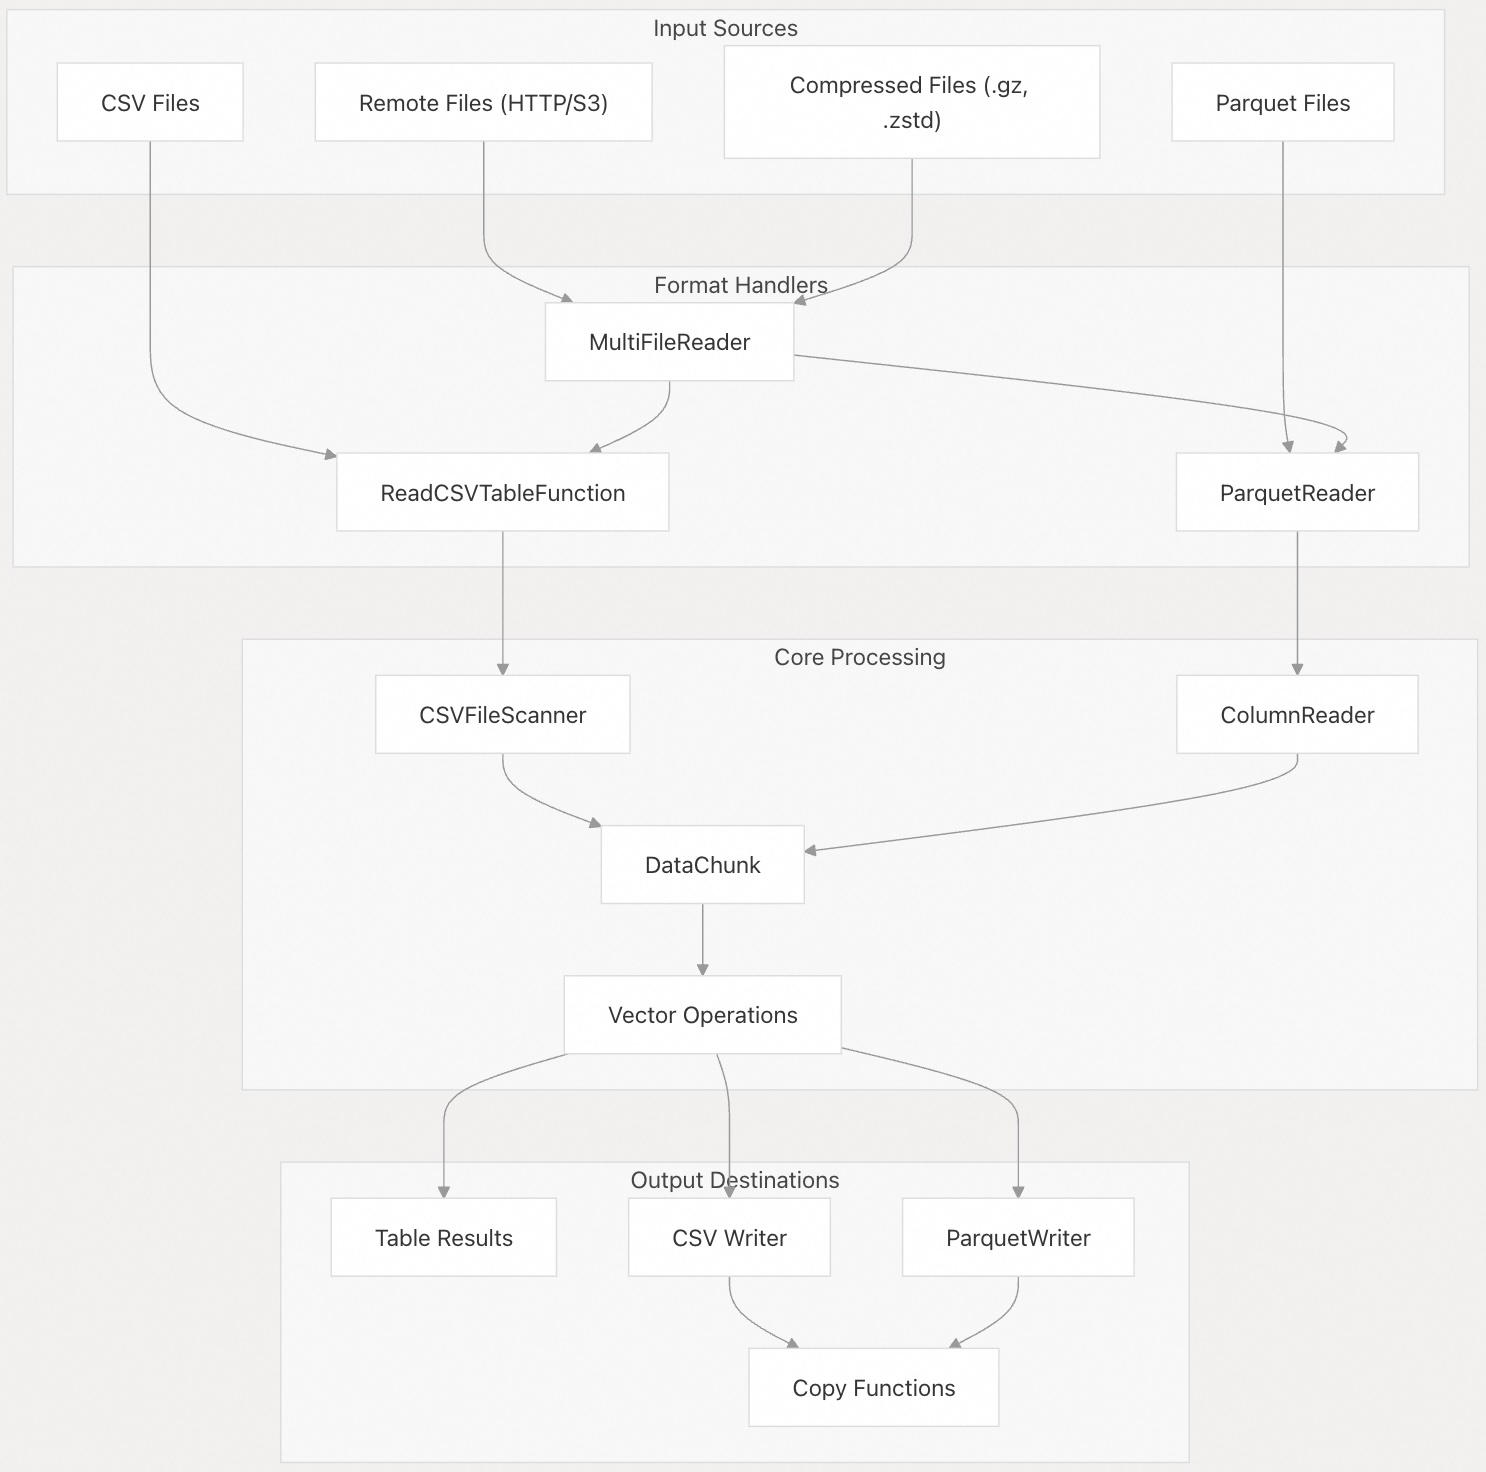 Input Sources
CSV Files
Remote Files (HTTP/S3)
Compressed Files (.gz,
.zstd)
Parquet Files
Format Handlers
MultiFileReader
ReadCSVTableFunction
ParquetReader
Core Processing
CSVFileScanner
ColumnReader
DataChunk
Vector Operations
Output Destinations
Table Results
CSV Writer
ParquetWriter
Copy Functions